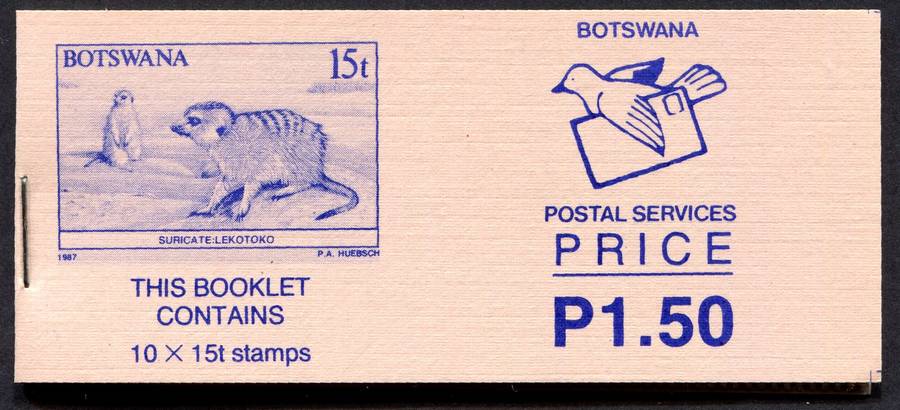 BOTSWANA 15t
SURICATE:LEKOTOKO
1987 P.A. HUEBSCH
THIS BOOKLET
CONTAINS
10 × 15t stamps
BOTSWANA
POSTAL SERVICES
PRICE
P1.50